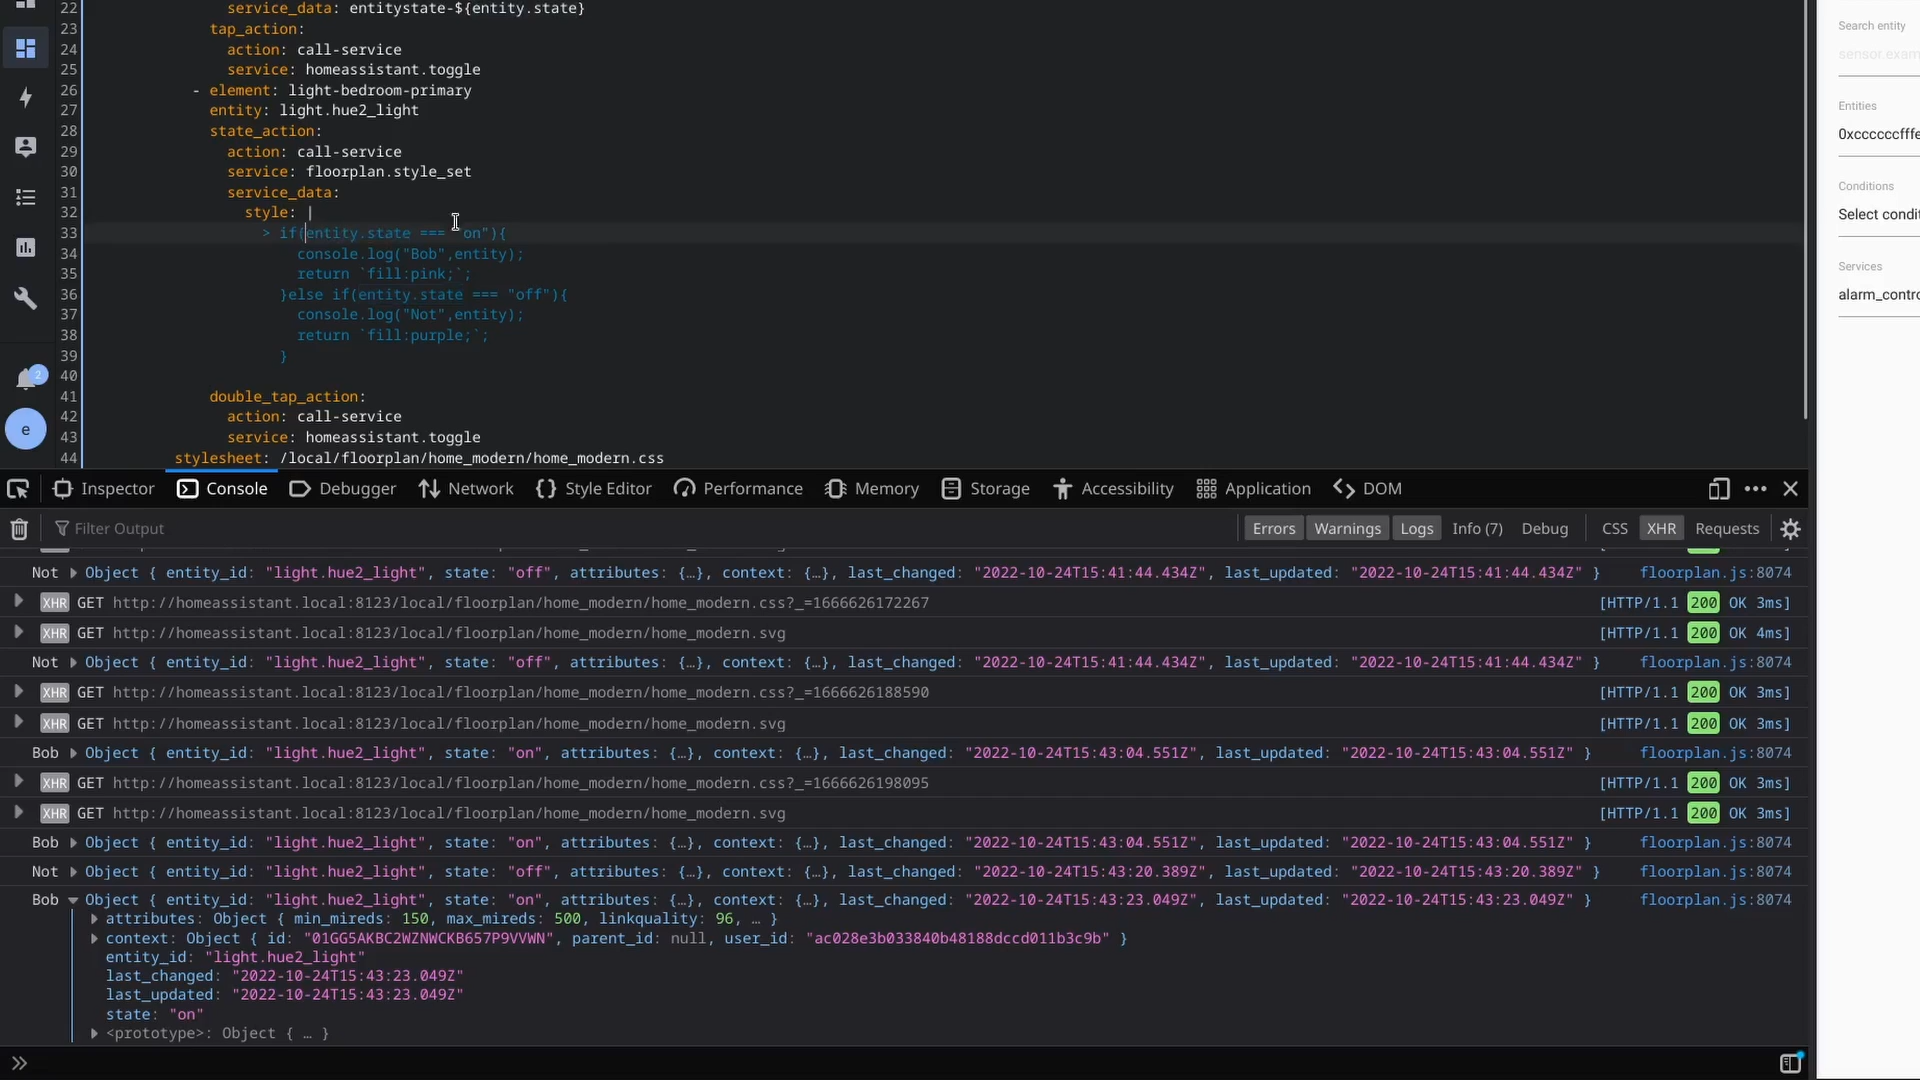 22 service_data: entitystate-${entity.state}
23 tap_action:
24 action: call-service
25 service: homeassistant.toggle
26 - element: light-bedroom-primary
27 entity: light.hue2_light
28 state_action:
29 action: call-service
30 service: floorplan.style_set
31 service_data:
32 style: |
33 > if(entity.state === "on"){
34 console.log("Bob",entity);
35 return `fill:pink;`;
36 }else if(entity.state === "off"){
37 console.log("Not",entity);
38 return `fill:purple;`;
39 }
40
41 double_tap_action:
42 action: call-service
43 service: homeassistant.toggle
44 stylesheet: /local/floorplan/home_modern/home_modern.css
2
e
Search entity
sensor exam
Entities
0xccccccfffe
Conditions
Select condit
Services
alarm_contro
Inspector Console Debugger Network Style Editor Performance Memory Storage Accessibility Application DOM
Filter Output Errors Warnings Logs Info (7) Debug CSS XHR Requests
Not Object { entity_id: "light.hue2_light", state: "off", attributes: {…}, context: {…}, last_changed: "2022-10-24T15:41:44.434Z", last_updated: "2022-10-24T15:41:44.434Z" } floorplan.js:8074
XHR GET http://homeassistant.local:8123/local/floorplan/home_modern/home_modern.css?_=1666626172267 [HTTP/1.1 200 OK 3ms]
XHR GET http://homeassistant.local:8123/local/floorplan/home_modern/home_modern.svg [HTTP/1.1 200 OK 4ms]
Not Object { entity_id: "light.hue2_light", state: "off", attributes: {…}, context: {…}, last_changed: "2022-10-24T15:41:44.434Z", last_updated: "2022-10-24T15:41:44.434Z" } floorplan.js:8074
XHR GET http://homeassistant.local:8123/local/floorplan/home_modern/home_modern.css?_=1666626188590 [HTTP/1.1 200 OK 3ms]
XHR GET http://homeassistant.local:8123/local/floorplan/home_modern/home_modern.svg [HTTP/1.1 200 OK 3ms]
Bob Object { entity_id: "light.hue2_light", state: "on", attributes: {…}, context: {…}, last_changed: "2022-10-24T15:43:04.551Z", last_updated: "2022-10-24T15:43:04.551Z" } floorplan.js:8074
XHR GET http://homeassistant.local:8123/local/floorplan/home_modern/home_modern.css?_=1666626198095 [HTTP/1.1 200 OK 3ms]
XHR GET http://homeassistant.local:8123/local/floorplan/home_modern/home_modern.svg [HTTP/1.1 200 OK 3ms]
Bob Object { entity_id: "light.hue2_light", state: "on", attributes: {…}, context: {…}, last_changed: "2022-10-24T15:43:04.551Z", last_updated: "2022-10-24T15:43:04.551Z" } floorplan.js:8074
Not Object { entity_id: "light.hue2_light", state: "off", attributes: {…}, context: {…}, last_changed: "2022-10-24T15:43:20.389Z", last_updated: "2022-10-24T15:43:20.389Z" } floorplan.js:8074
Bob Object { entity_id: "light.hue2_light", state: "on", attributes: {…}, context: {…}, last_changed: "2022-10-24T15:43:23.049Z", last_updated: "2022-10-24T15:43:23.049Z" } floorplan.js:8074
attributes: Object { min_mireds: 150, max_mireds: 500, linkquality: 96, … }
context: Object { id: "01GG5AKBC2WZNWCKB657P9VVWN", parent_id: null, user_id: "ac028e3b033840b48188dccd011b3c9b" }
entity_id: "light.hue2_light"
last_changed: "2022-10-24T15:43:23.049Z"
last_updated: "2022-10-24T15:43:23.049Z"
state: "on"
<prototype>: Object { … }